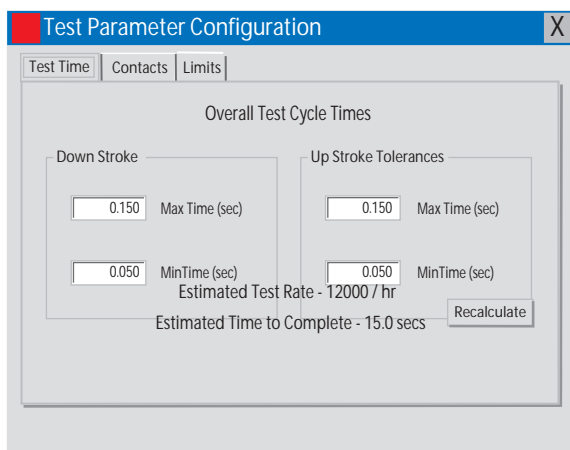 Test Parameter Configuration X
Test Time Contacts Limits
Overall Test Cycle Times
Down Stroke Up Stroke Tolerances
0.150 Max Time (sec) 0.150 Max Time (sec)
0.050 MinTime (sec) 0.050 MinTime (sec)
Estimated Test Rate - 12000 / hr
Recalculate
Estimated Time to Complete - 15.0 secs